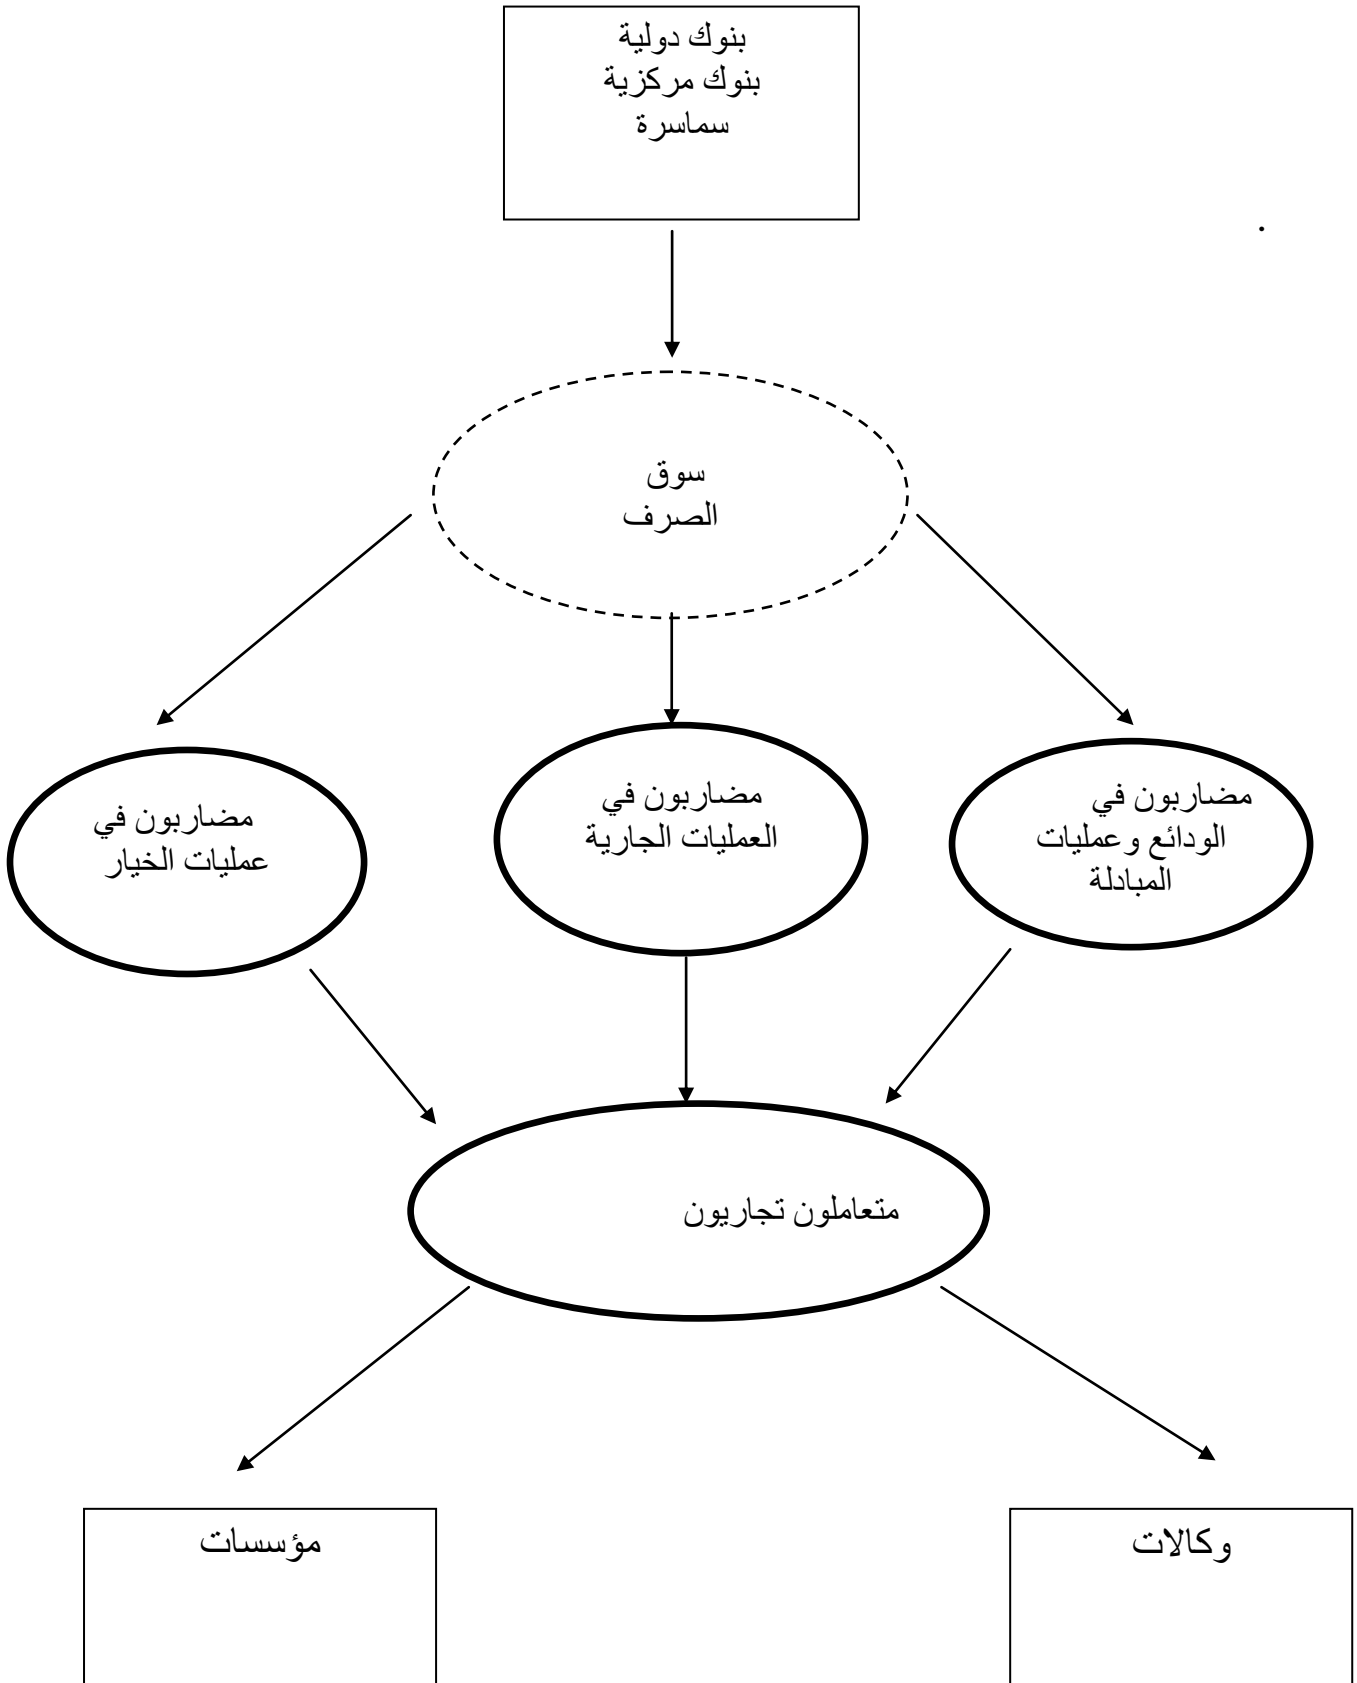 بنوك دولية
بنوك مركزية
سماسرة
.
سوق
الصرف
مضاربون في
الودائع وعمليات
المبادلة
مضاربون في
العمليات الجارية
مضاربون في
عمليات الخيار
متعاملون تجاريون
وكالات
مؤسسات